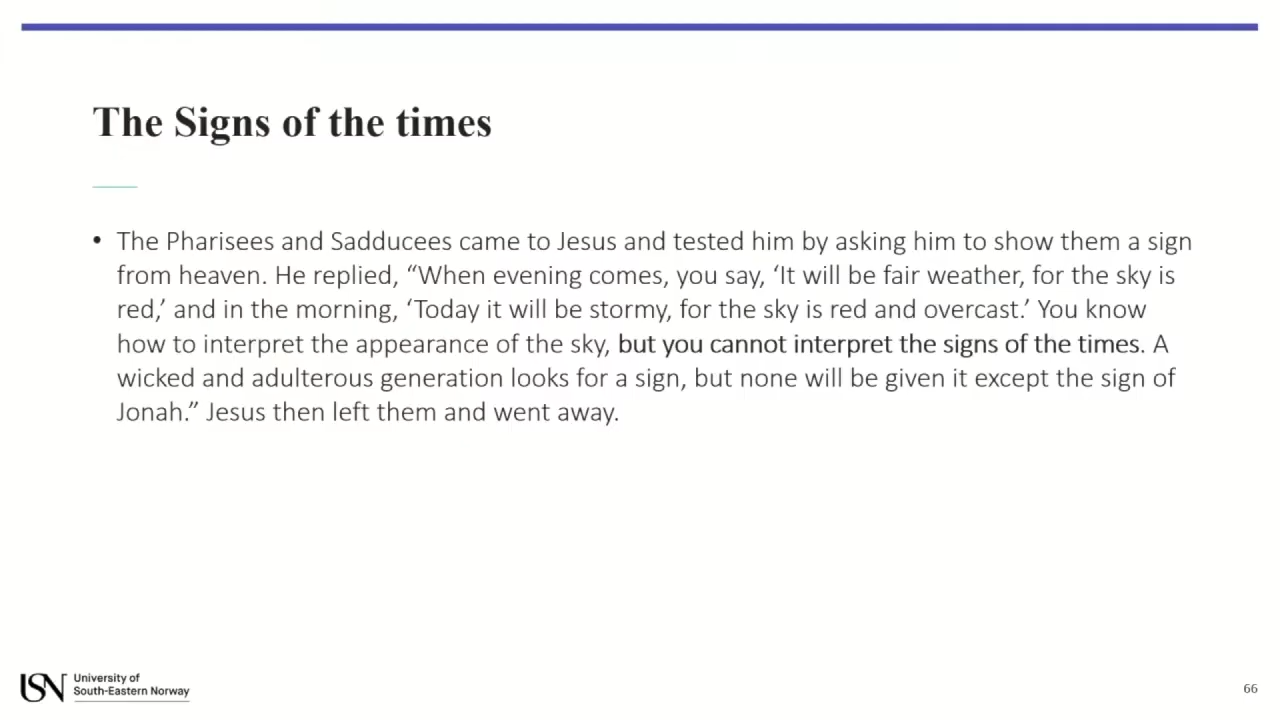 The Signs of the times
• The Pharisees and Sadducees came to Jesus and tested him by asking him to show them a sign
from heaven. He replied, “When evening comes, you say, ‘It will be fair weather, for the sky is
red,’ and in the morning, ‘Today it will be stormy, for the sky is red and overcast.’ You know
how to interpret the appearance of the sky, but you cannot interpret the signs of the times. A
wicked and adulterous generation looks for a sign, but none will be given it except the sign of
Jonah.” Jesus then left them and went away.
USN University of
South-Eastern Norway
66